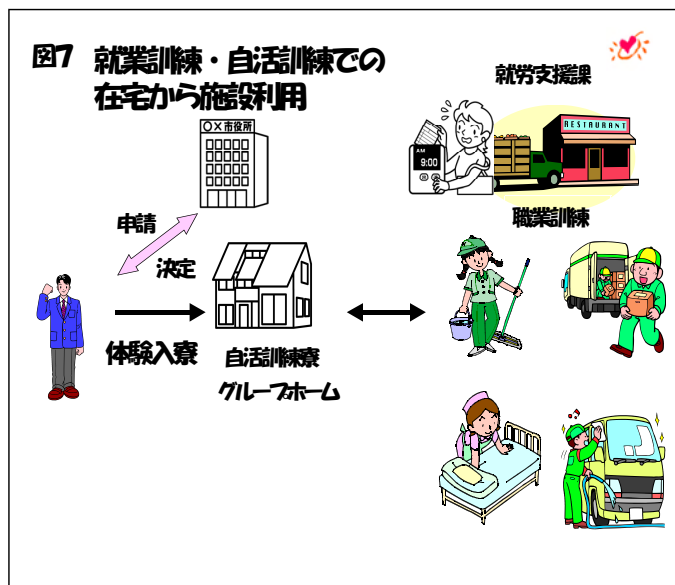 図7 就業訓練・自活訓練での
在宅から施設利用
就労支援課
〇×市役所
RESTAURANT
AM
9:00
申請
決定
職業訓練
体験入寮
自活訓練寮
グループホーム